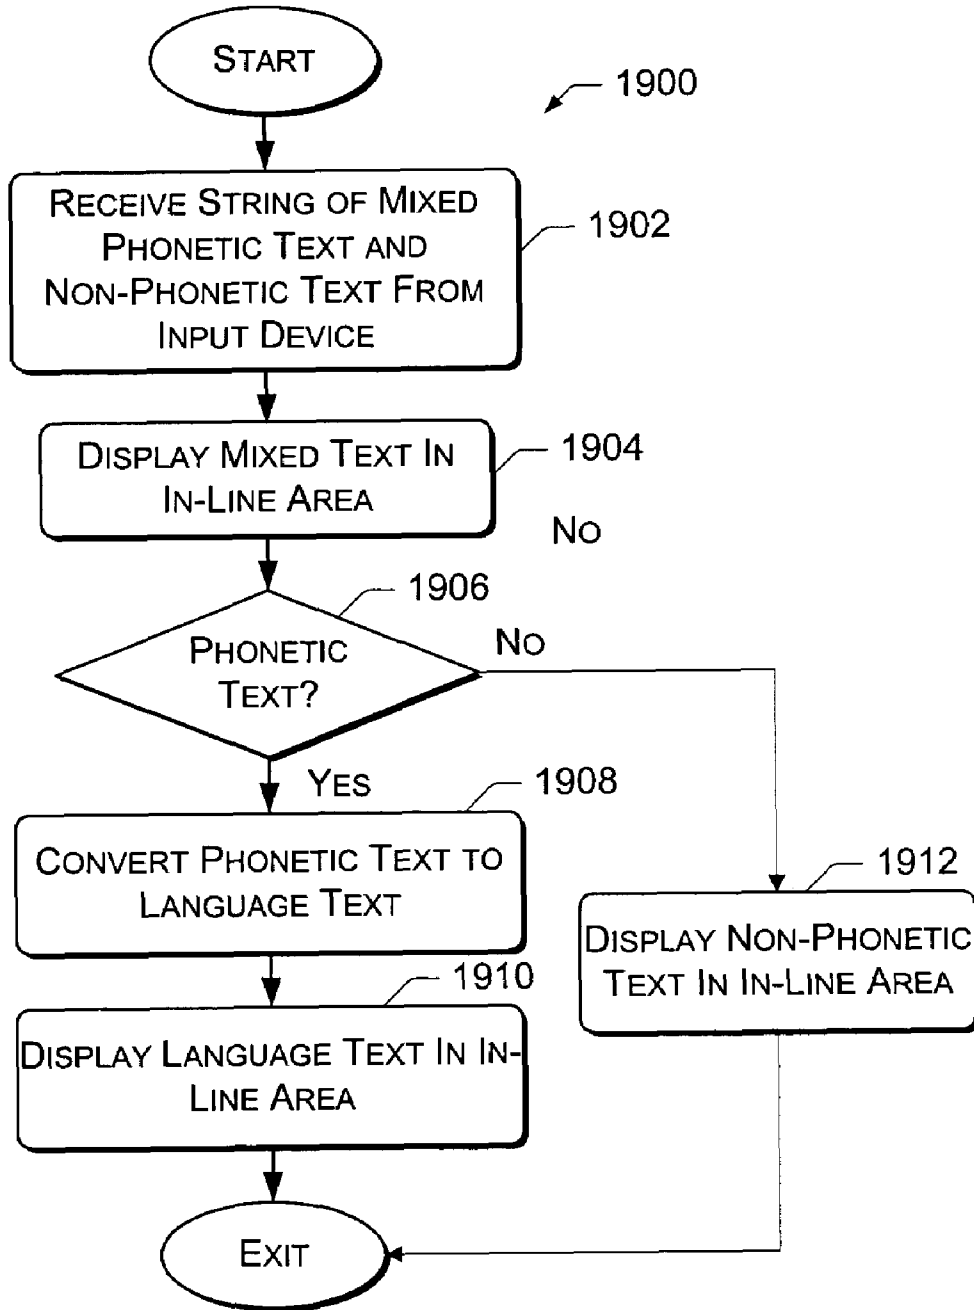 START
1900
RECEIVE STRING OF MIXED
PHONETIC TEXT AND
NON-PHONETIC TEXT FROM
INPUT DEVICE
1902
DISPLAY MIXED TEXT IN
IN-LINE AREA
1904
NO
1906
PHONETIC
TEXT?
NO
YES
1908
CONVERT PHONETIC TEXT TO
LANGUAGE TEXT
1912
DISPLAY NON-PHONETIC
TEXT IN IN-LINE AREA
1910
DISPLAY LANGUAGE TEXT IN IN-
LINE AREA
EXIT